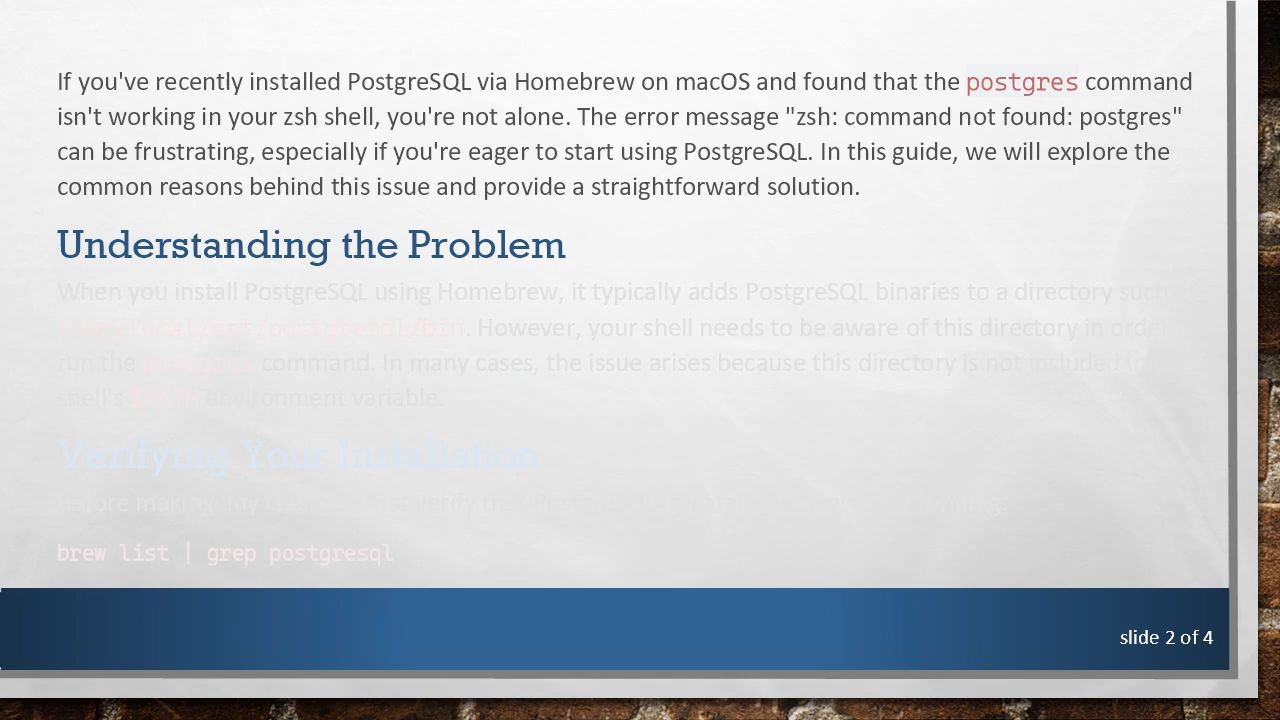 If you've recently installed PostgreSQL via Homebrew on macOS and found that the postgres command
isn't working in your zsh shell, you're not alone. The error message "zsh: command not found: postgres"
can be frustrating, especially if you're eager to start using PostgreSQL. In this guide, we will explore the
common reasons behind this issue and provide a straightforward solution.
Understanding the Problem
When you install PostgreSQL using Homebrew, it typically adds PostgreSQL binaries to a directory such
. However, your shell needs to be aware of this directory in order
run the command. In many cases, the issue arises because this directory is not included in
shell's environment variable.
Verifying Your Installation
Before making any first verify that
brew list | grep postgresql
slide 2 of 4